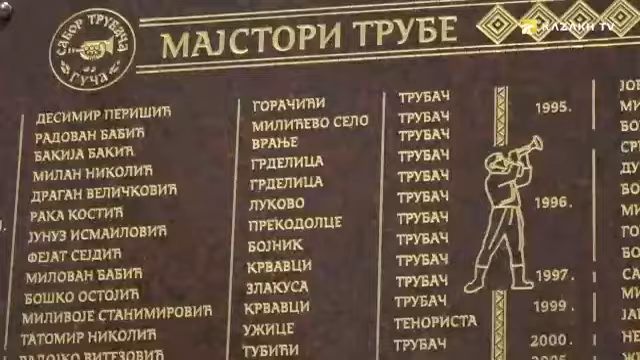 KAZAKH TV
САБОР ТРУБАЧА
ГУЧА
МАЈСТОРИ ТРУБЕ
ДЕСИМИР ПЕРИШИЋ ГОРАЧИЋИ ТРУБАЧ 1995.
РАДОВАН БАБИЋ МИЛИЋЕВО СЕЛО ТРУБАЧ
БАКИЈА БАКИЋ ВРАЊЕ ТРУБАЧ
МИЛАН НИКОЛИЋ ГРДЕЛИЦА ТРУБАЧ
ДРАГАН ВЕЛИЧКОВИЋ ГРДЕЛИЦА ТРУБАЧ
РАКА КОСТИЋ ЛУКОВО ТРУБАЧ 1996.
ЈУНУЗ ИСМАИЛОВИЋ ПРЕКОДОЛЦЕ ТРУБАЧ
ФЕЈАТ СЕЈДИЋ БОЈНИК ТРУБАЧ
МИЛОВАН БАБИЋ КРВАВЦИ ТРУБАЧ 1997.
БОШКО ОСТОЈИЋ ЗЛАКУСА ТРУБАЧ
МИЛИВОЈЕ СТАНИМИРОВИЋ КРВАВЦИ ТРУБАЧ 1999.
ТАТОМИР НИКОЛИЋ УЖИЦЕ ТЕНОРИСТА
РАДОЈКО ВИТЕЗОВИЋ ТУБИЋИ ТРУБАЧ 2000.